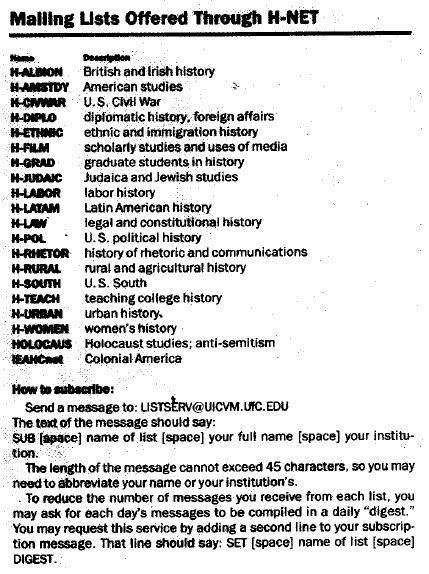 Mailing Lists Offered Through H-NET
Name Description
H-ALBION British and Irish history
H-AMSTDY American studies
H-CIVWAR U.S. Civil War
H-DIPLO diplomatic history, foreign affairs
H-ETHNIC ethnic and immigration history
H-FILM scholarly studies and uses of media
H-GRAD graduate students in history
H-JUDAIC Judaica and Jewish studies
H-LABOR labor history
H-LATAM Latin American history
H-LAW legal and constitutional history
H-POL U.S. political history
H-RHETOR history of rhetoric and communications
H-RURAL rural and agricultural history
H-SOUTH U.S. South
H-TEACH teaching college history
H-URBAN urban history.
H-WOMEN women's history
HOLOCAUS Holocaust studies; anti-semitism
IEAHCnet Colonial America
How to subscribe:
Send a message to: LISTSERV@UICVM.UIC.EDU
The text of the message should say:
SUB [space] name of list [space] your full name [space] your institu-
tion.
The length of the message cannot exceed 45 characters, so you may
need to abbreviate your name or your institution's.
To reduce the number of messages you receive from each list, you
may ask for each day's messages to be compiled in a daily "digest."
You may request this service by adding a second line to your subscrip-
tion message. That line should say: SET [space] name of list [space]
DIGEST.